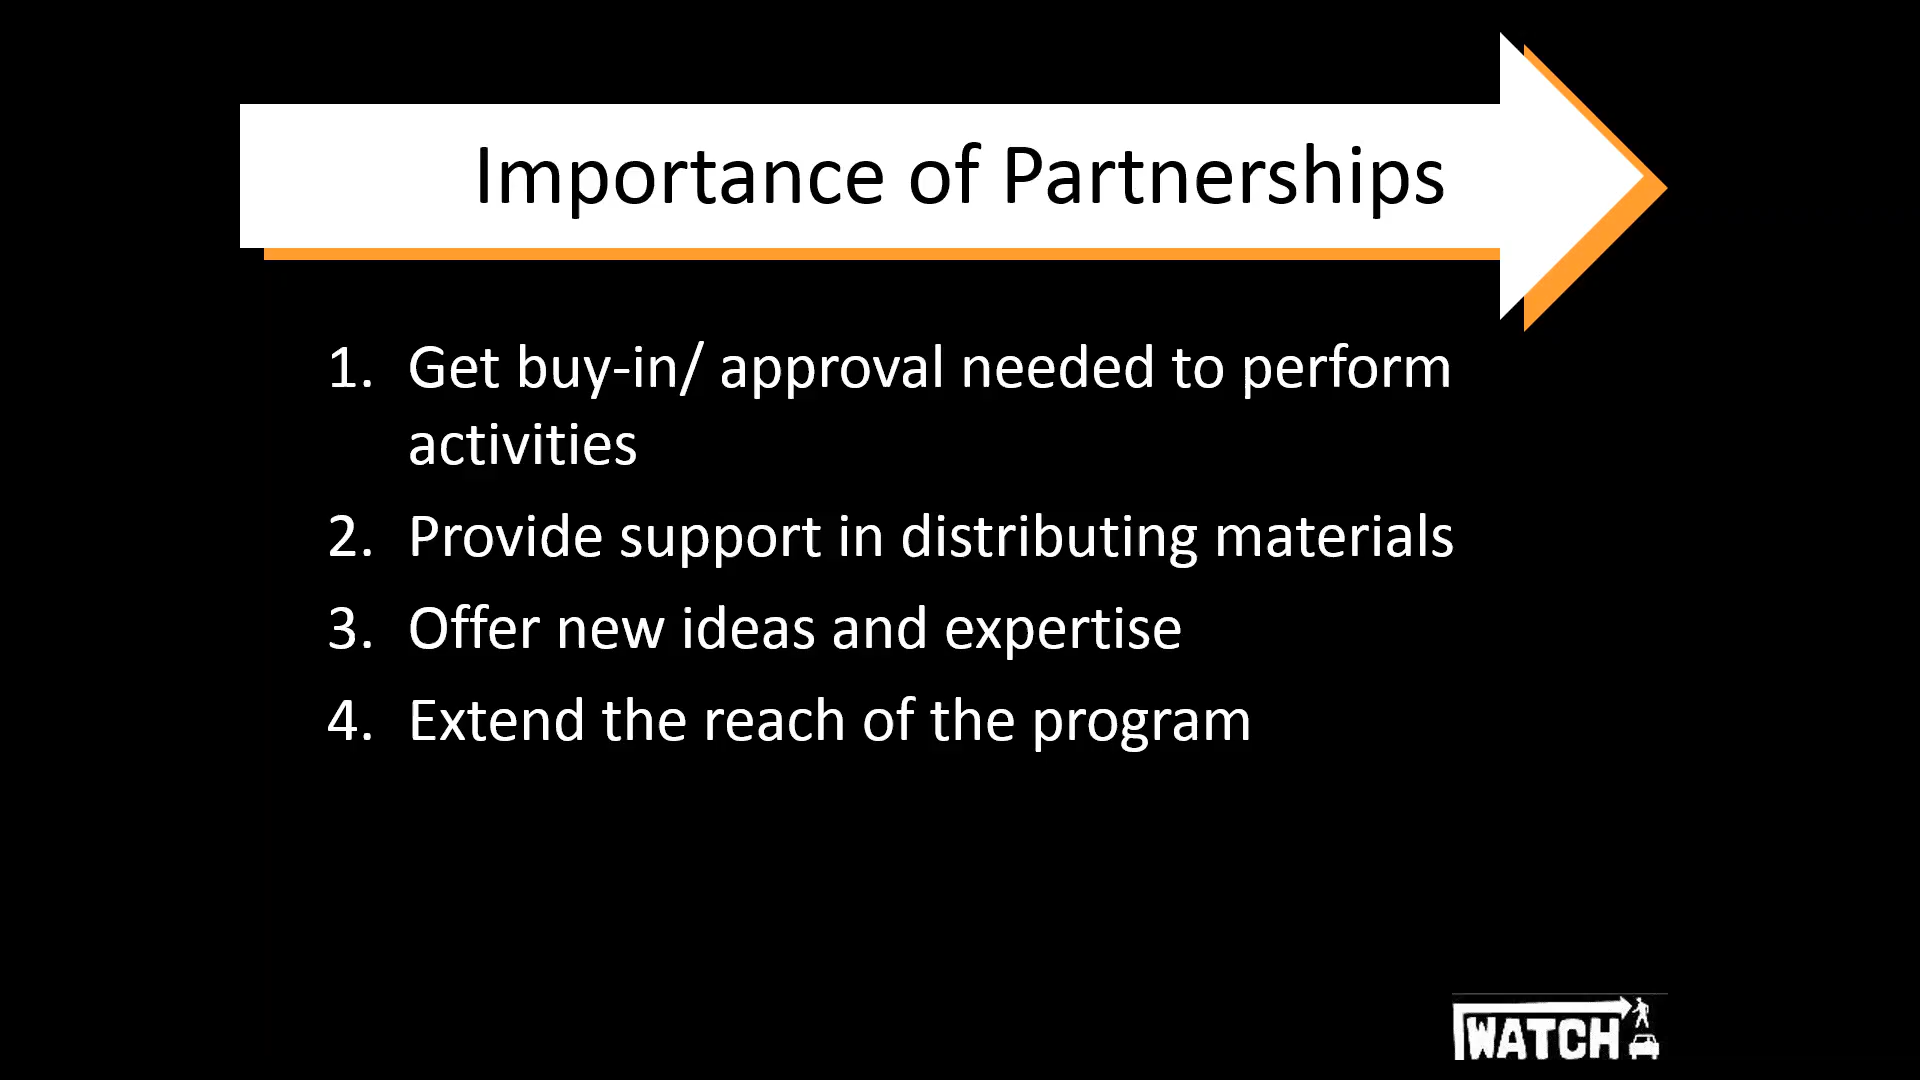 Importance of Partnerships
1. Get buy-in/ approval needed to perform
activities
2. Provide support in distributing materials
3. Offer new ideas and expertise
4. Extend the reach of the program
WATCH